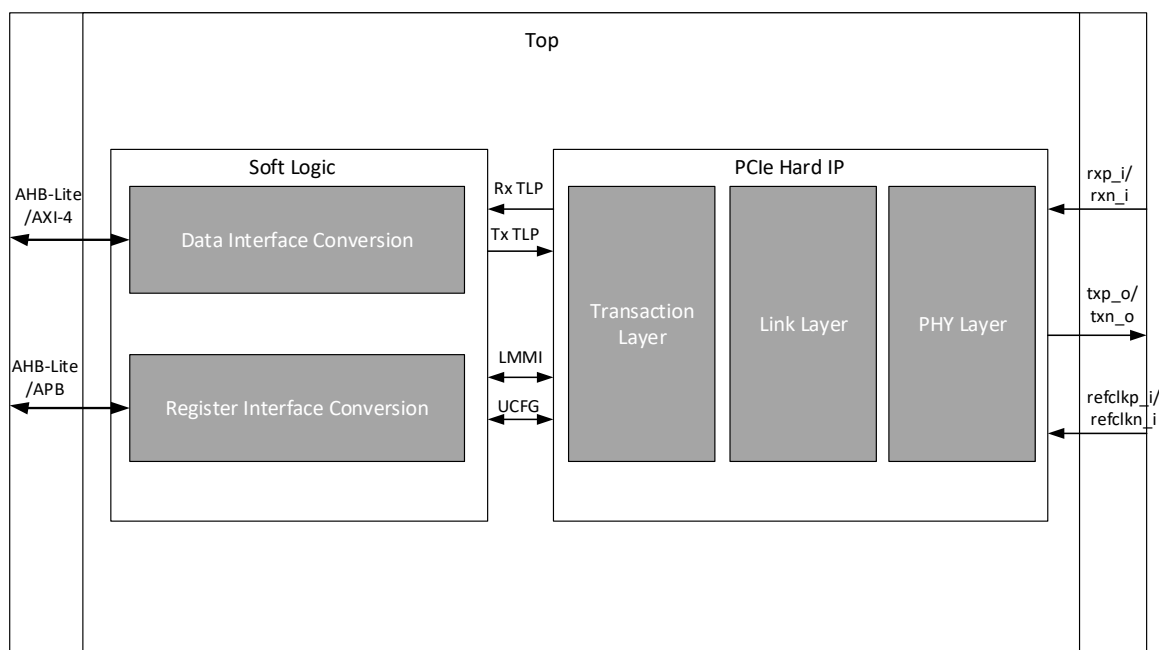 Top
Soft Logic
PCIe Hard IP
AHB-Lite
/AXI-4
Data Interface Conversion
Rx TLP
Tx TLP
AHB-Lite
/APB
Register Interface Conversion
LMMI
UCFG
Transaction
Layer
Link Layer
PHY Layer
rxp_i/
rxn_i
txp_o/
txn_o
refclkp_i/
refclkn_i